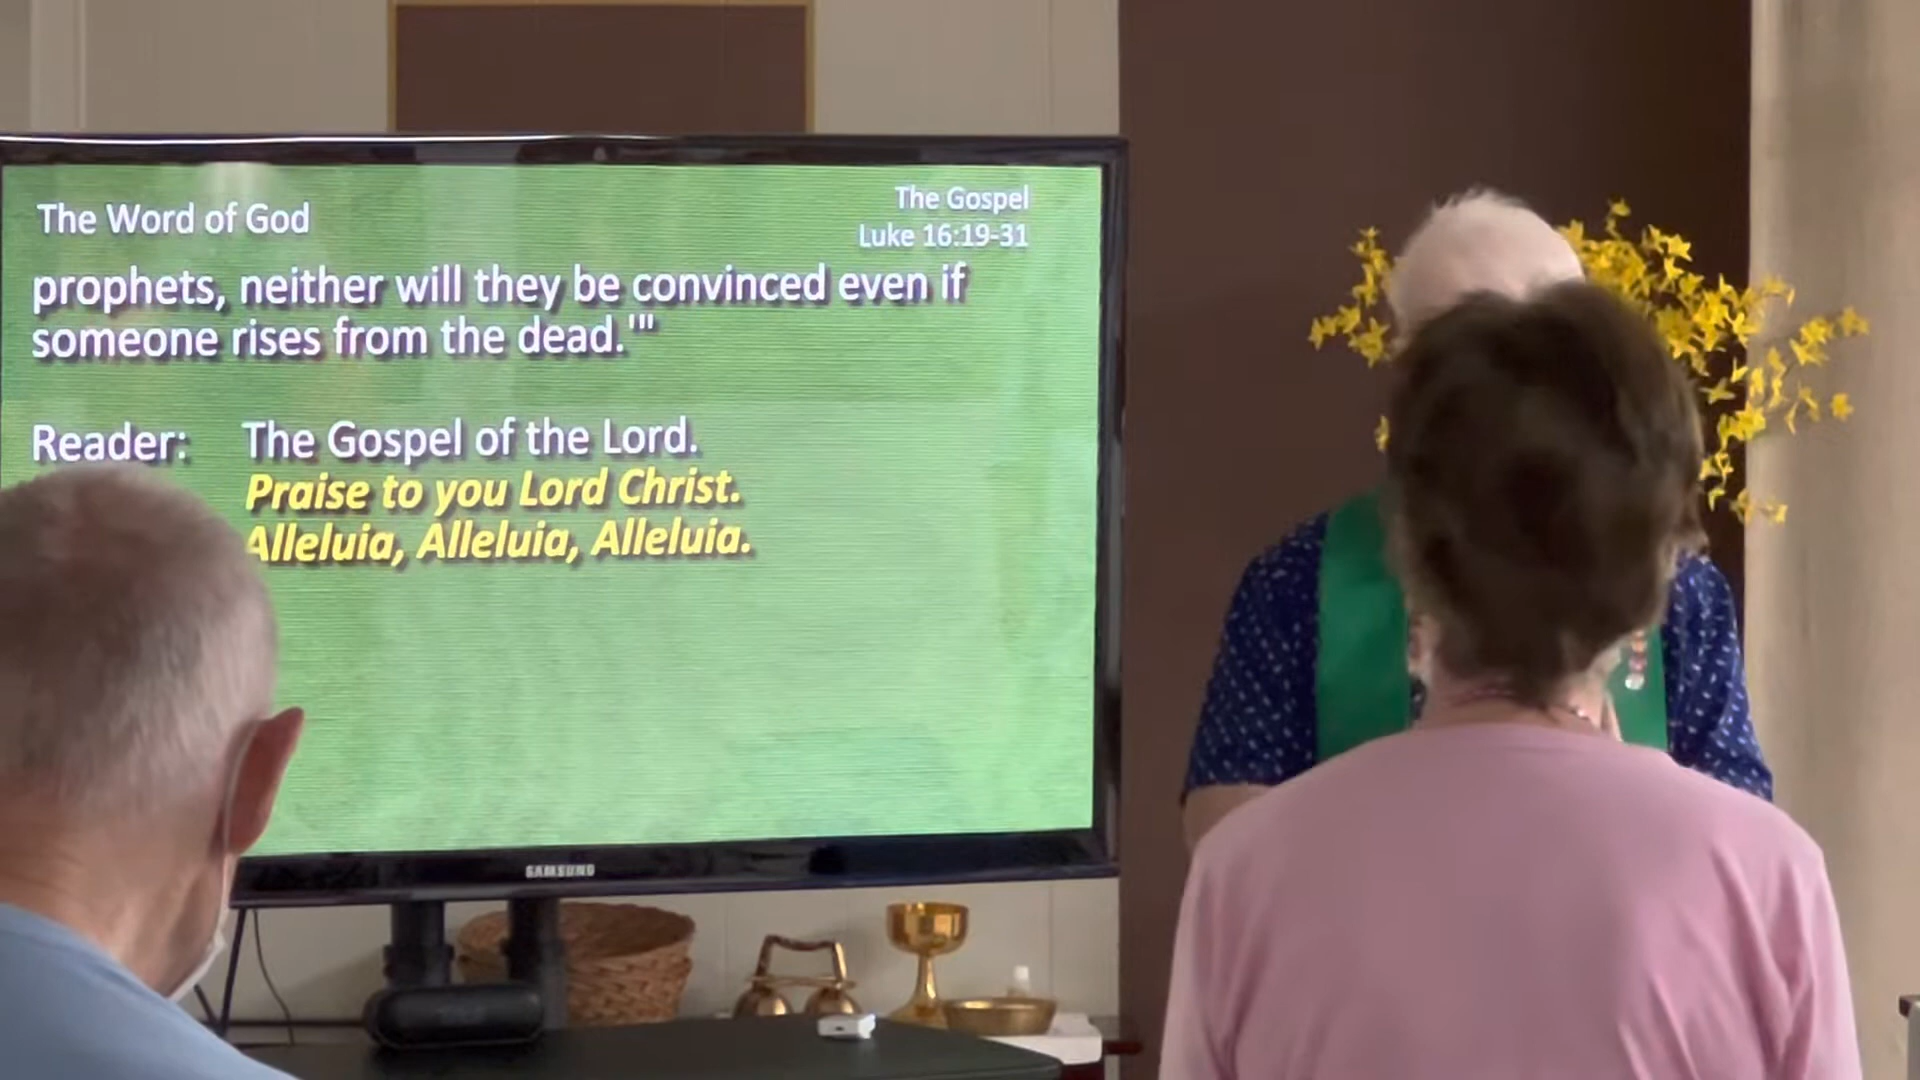 The Word of God
The Gospel
Luke 16:19-31
prophets, neither will they be convinced even if
someone rises from the dead.'"
Reader: The Gospel of the Lord.
Praise to you Lord Christ.
Alleluia, Alleluia, Alleluia.
SAMSUNG